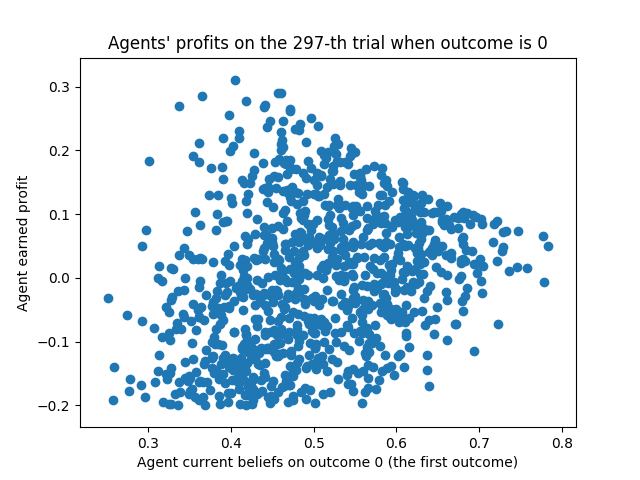 Agents' profits on the 297-th trial when outcome is 0
Agent earned profit
0.3
0.2
0.1
0.0
−0.1
−0.2
0.3 0.4 0.5 0.6 0.7 0.8
Agent current beliefs on outcome 0 (the first outcome)